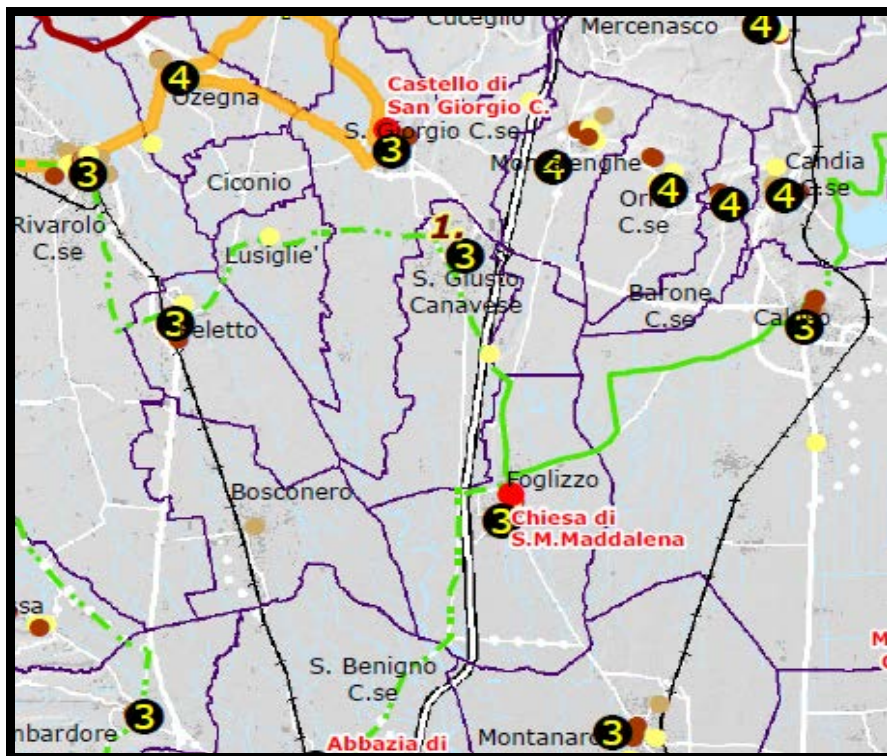 Cuceglio
Mercenasco
4
4
Ozegna
Castello di
San Giorgio C.
S. Giorgio C.se
3
4
4
4
4
Candia
C.se
3
Rivarolo
C.se
Ciconio
Lusiglie'
1.
3
S. Giusto
Canavese
Barone
C.se
3
3
Bosconero
Foglizzo
3
Chiesa di
S.M.Maddalena
S. Benigno
C.se
3
Montanaro
3
Abbazia di